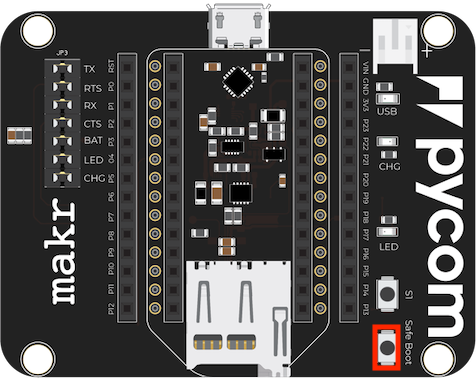 JP3
TX
RTS
RX
CTS
BAT
LED
CHG
makr
RST
P0
P1
P2
P3
04
P5
P6
P7
P8
P9
P10
P11
P12
VIN
GND
3V3
P23
P22
P21
P20
P19
P18
P17
P16
P15
P14
P13
+
USB
CHG
LED
S1
Safe Boot
pycom